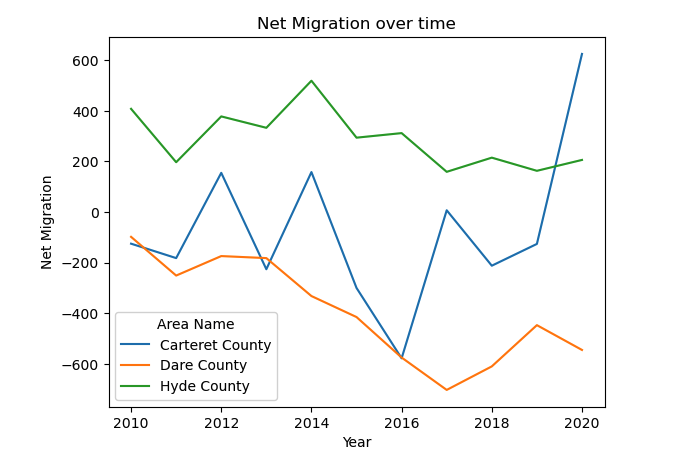 Net Migration over time
Net Migration
600
400
200
0
−200
−400
−600
Area Name
Carteret County
Dare County
Hyde County
2010 2012 2014 2016 2018 2020
Year